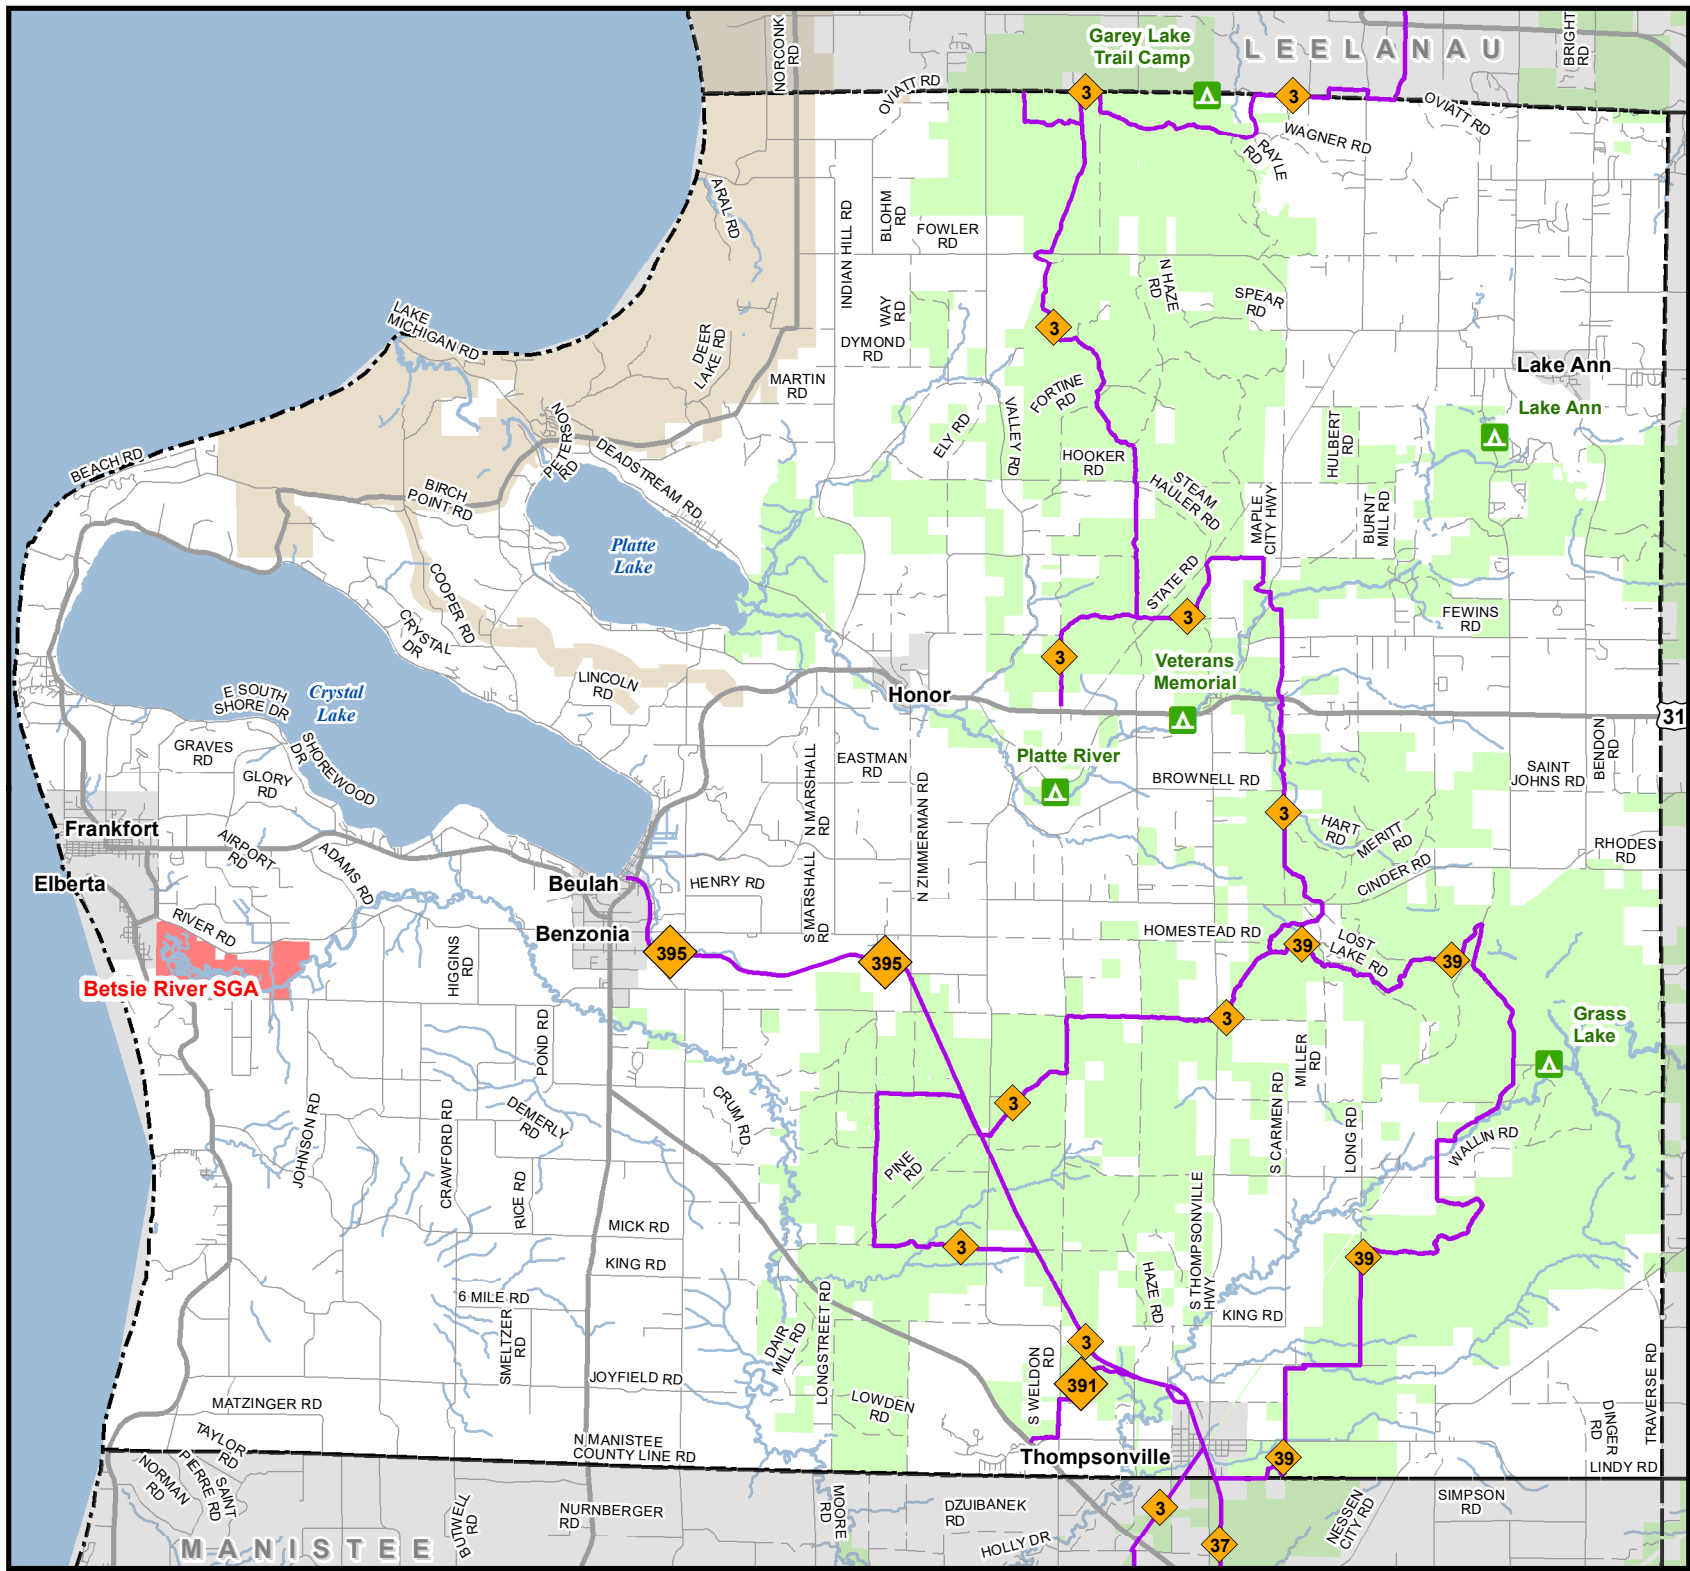 Garey Lake
Trail Camp
LEELANAU
NORCONK
RD
BRIGHT
RD
OVIATT RD
3
3
OVIATT RD
WAGNER RD
RAYLE
RD
ARAL RD
INDIAN HILL RD
BLOHM
RD
FOWLER
RD
N HAZE
RD
SPEAR
RD
LAKE
MICHIGAN RD
DEER
LAKE RD
WAY
RD
DYMOND
RD
3
MARTIN
RD
Lake Ann
Lake Ann
FORTINE
RD
PETERSON
RD
DEADSTREAM RD
ELY RD
VALLEY RD
HOOKER
RD
HULBERT
RD
BEACH RD
BIRCH
POINT RD
STEAM
HAULER RD
MAPLE
CITY HWY
BURNT
MILL RD
Platte
Lake
COOPER RD
CRYSTAL
DR
STATE RD
3
FEWINS
RD
3
Veterans
Memorial
LINCOLN
RD
Honor
E SOUTH
SHORE DR
Crystal
Lake
31
GRAVES
RD
SHOREWOOD
DR
GLORY
RD
N MARSHALL
RD
EASTMAN
RD
Platte River
BROWNELL RD
SAINT
JOHNS RD
BENDON
RD
N ZIMMERMAN RD
3
Frankfort
AIRPORT
RD
ADAMS RD
HART
RD
MERITT
RD
CINDER RD
RHODES
RD
Elberta
Beulah
HENRY RD
S MARSHALL
RD
RIVER RD
Benzonia
HOMESTEAD RD
39
LOST
LAKE RD
39
395
395
HIGGINS
RD
Betsie River SGA
3
Grass
Lake
POND RD
MILLER
RD
JOHNSON RD
CRAWFORD RD
DEMERLY
RD
CRUM RD
3
S CARMEN RD
LONG RD
WALLIN RD
PINE
RD
RICE RD
S THOMPSONVILLE
HWY
MICK RD
3
KING RD
39
HAZE RD
6 MILE RD
SMELTZER
RD
DAIR
MILL RD
LONGSTREET RD
KING RD
3
S WELDON
RD
391
TRAVERSE RD
JOYFIELD RD
LOWDEN
RD
MATZINGER RD
DINGER
RD
TAYLOR
RD
N MANISTEE
COUNTY LINE RD
Thompsonville
39
LINDY RD
NORMAN
RD
SAINT
PIERRE RD
BUTWELL
RD
NURNBERGER
RD
MOORE
RD
DZUIBANEK
RD
3
NESSEN
CITY RD
SIMPSON
RD
MANISTEE
HOLLY DR
37